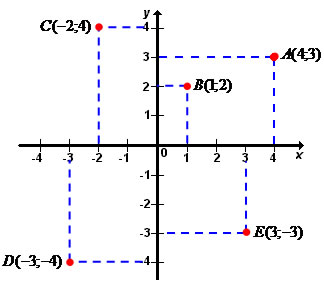 y
C(−2;4)
4
3
A(4;3)
2
B(1;2)
1
-4 -3 -2 -1 0 1 2 3 4 x
-1
-2
-3
E(3;−3)
D(−3;−4)
4